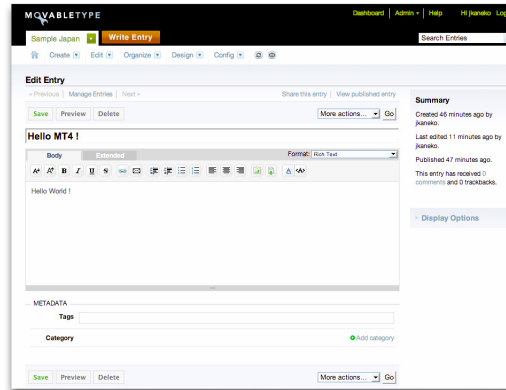 MOVABLETYPE
Dashboard | Admin | Help Hi jkaneko Log
Sample Japan Write Entry Search Entries
Create Edit Organize Design Config
Edit Entry
« Previous | Manage Entries | Next » Share this entry | View published entry
Save Preview Delete More actions... Go
Summary
Created 46 minutes ago by
jkaneko.
Last edited 11 minutes ago by
jkaneko.
Published 47 minutes ago.
This entry has received 0
comments and 0 trackbacks.
Display Options
Hello MT4 !
Body Extended Format: Rich Text
B I U S A <A>
Hello World !
METADATA
Tags
Category Add category
Save Preview Delete More actions... Go